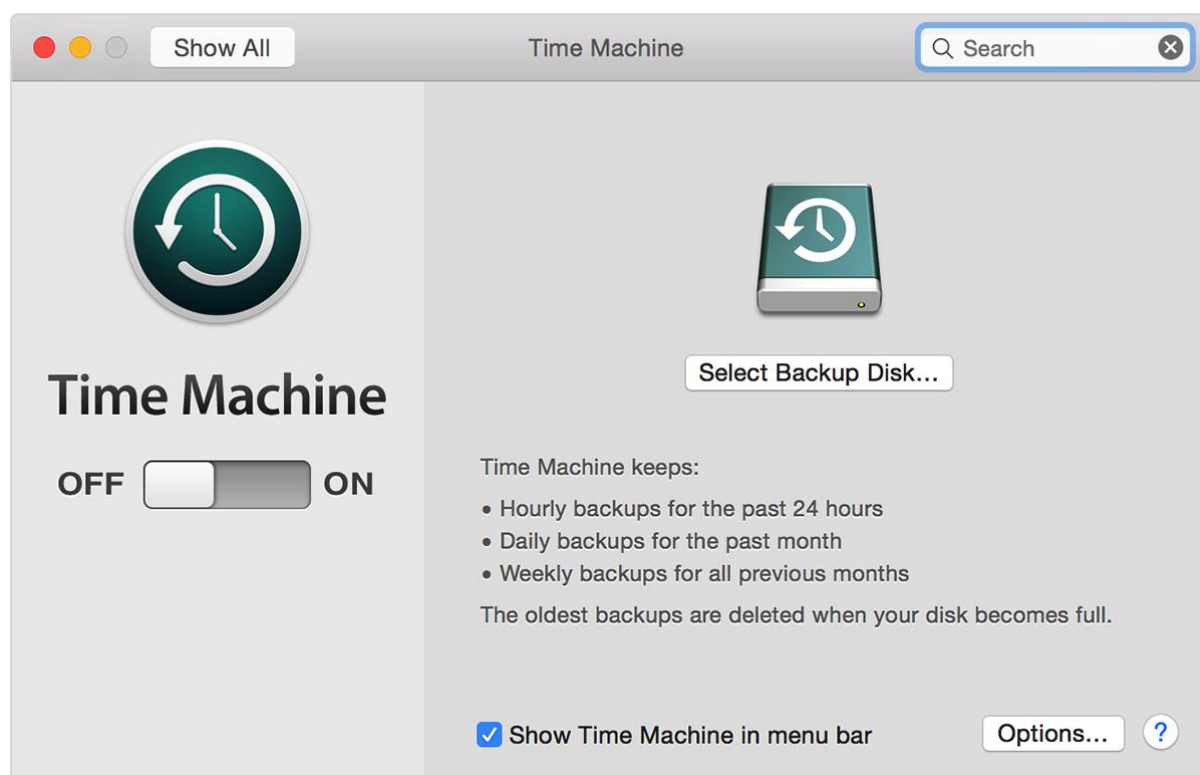 Show All
Time Machine
Search
Time Machine
OFF ON
Select Backup Disk...
Time Machine keeps:
• Hourly backups for the past 24 hours
• Daily backups for the past month
• Weekly backups for all previous months
The oldest backups are deleted when your disk becomes full.
Show Time Machine in menu bar
Options...
?